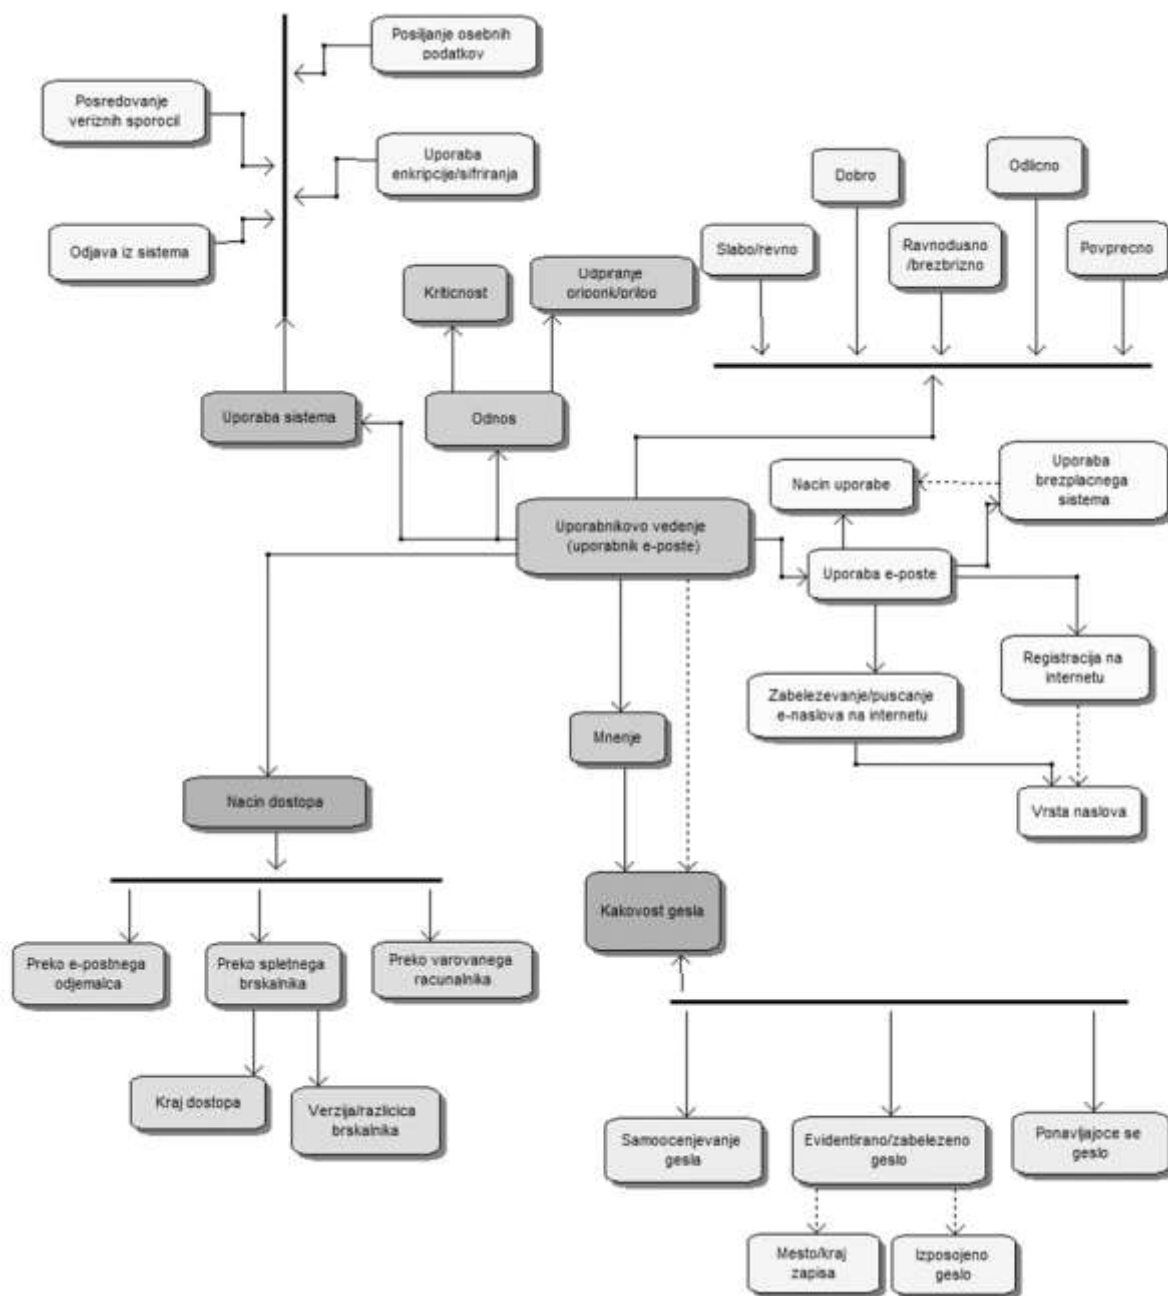 Posiljanje osebnih
podatkov
Posredovanje
veriznih sporocil
Uporaba
enkripcije/sifriranja
Odjava iz sistema
Dobro
Odlicno
Slabo/revno
Ravnodusno
/brezbrizno
Povprecno
Kriticnost
Odpiranje
priponk/prilog
Uporaba sistema
Odnos
Uporaba
brezplacnega
sistema
Nacin uporabe
Uporabnikovo vedenje
(uporabnik e-poste)
Uporaba e-poste
Registracija na
internetu
Zabelezevanje/puscanje
e-naslova na internetu
Mnenje
Nacin dostopa
Vrsta naslova
Kakovost gesla
Preko e-postnega
odjemalca
Preko spletnega
brskalnika
Preko varovanega
racunalnika
Kraj dostopa
Verzija/razlicica
brskalnika
Samoocenjevanje
gesla
Evidentirano/zabelezeno
geslo
Ponavljajoce se
geslo
Mesto/kraj
zapisa
Izposojeno
geslo